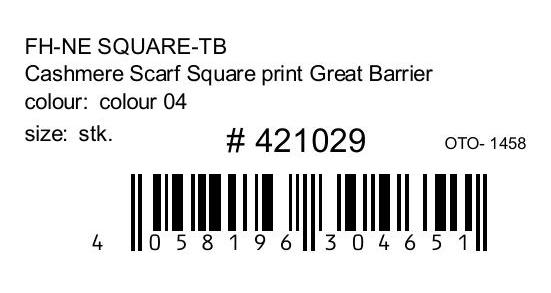 FH-NE SQUARE-TB
Cashmere Scarf Square print Great Barrier
colour: colour 04
size: stk.
# 421029
OTO- 1458
4 058196 304651